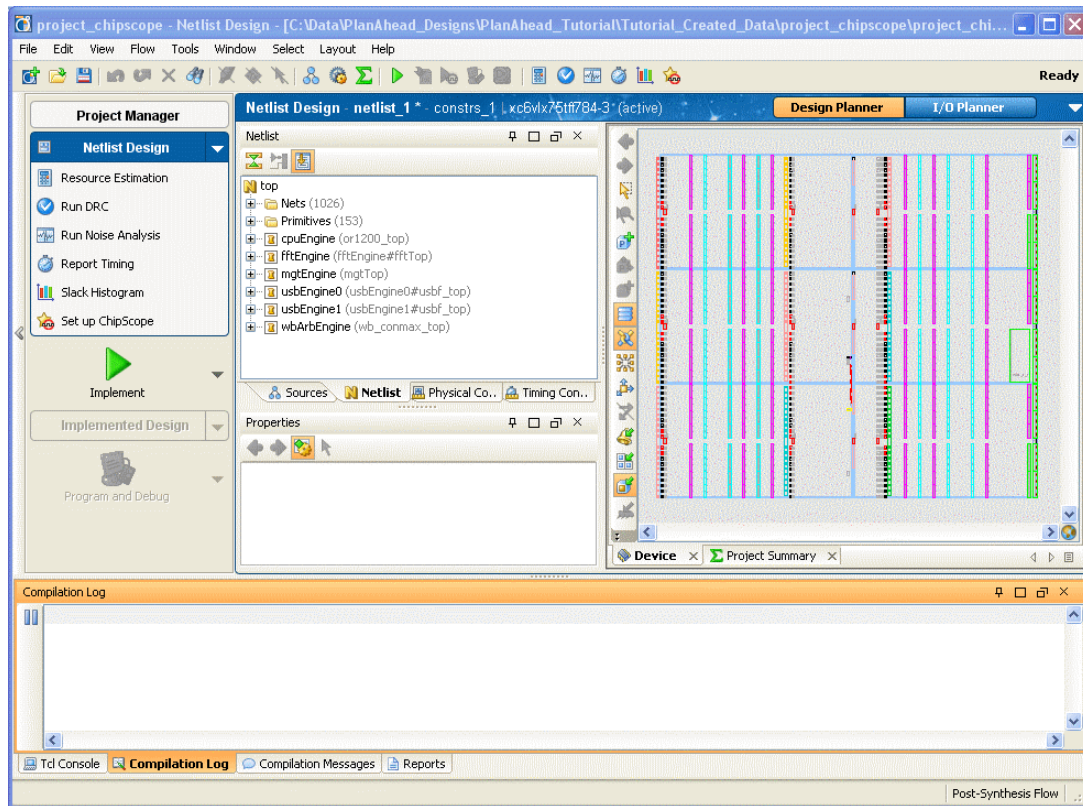 project_chipscope - Netlist Design - [C:\Data\PlanAhead_Designs\PlanAhead_Tutorial\Tutorial_Created_Data\project_chipscope\project_chi...
File Edit View Flow Tools Window Select Layout Help
Ready
Project Manager
Netlist Design
Resource Estimation
Run DRC
Run Noise Analysis
Report Timing
Slack Histogram
Set up ChipScope
Implement
Implemented Design
Program and Debug
Netlist Design - netlist_1 * - constrs_1 | xc6vlx75tff784-3 (active)
Design Planner
I/O Planner
Netlist
top
Nets (1026)
Primitives (153)
cpuEngine (or1200_top)
fftEngine (fftEngine#fftTop)
mgtEngine (mgtTop)
usbEngine0 (usbEngine0#usbf_top)
usbEngine1 (usbEngine1#usbf_top)
wbArbEngine (wb_conmax_top)
Sources Netlist Physical Co.. Timing Con..
Properties
Device Project Summary
Compilation Log
Tcl Console Compilation Log Compilation Messages Reports
Post-Synthesis Flow